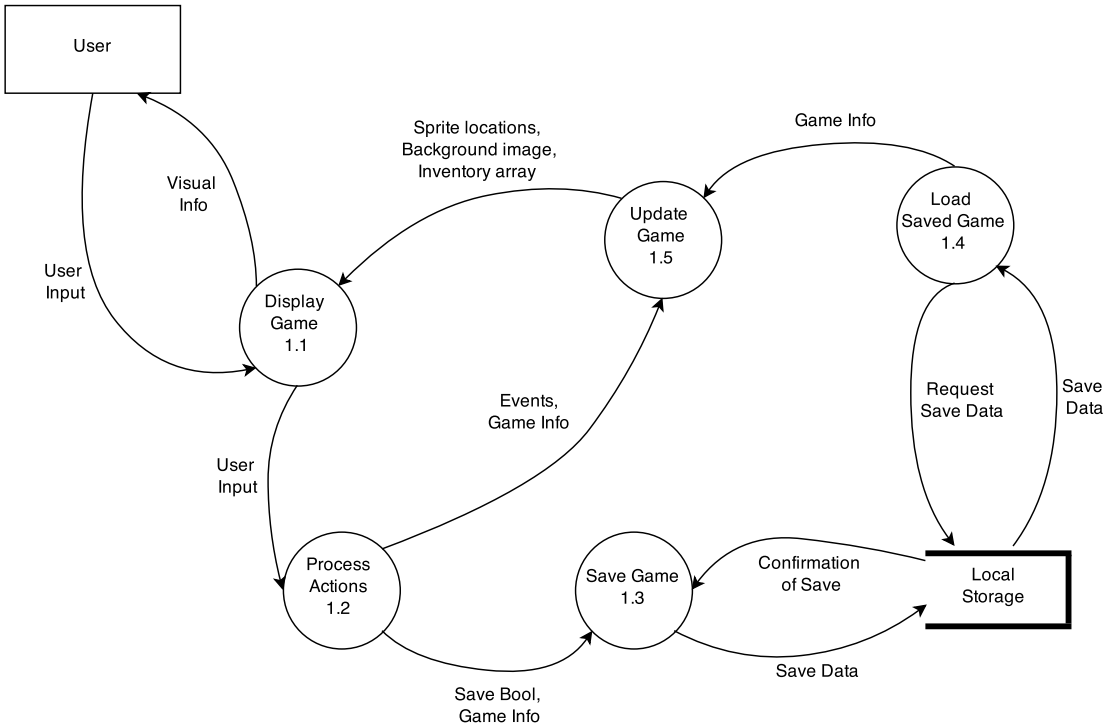 User
Visual
Info
User
Input
Sprite locations,
Background image,
Inventory array
Game Info
Update
Game
1.5
Load
Saved Game
1.4
Display
Game
1.1
Request
Save Data
Save
Data
Events,
Game Info
User
Input
Process
Actions
1.2
Save Game
1.3
Confirmation
of Save
Local
Storage
Save Data
Save Bool,
Game Info